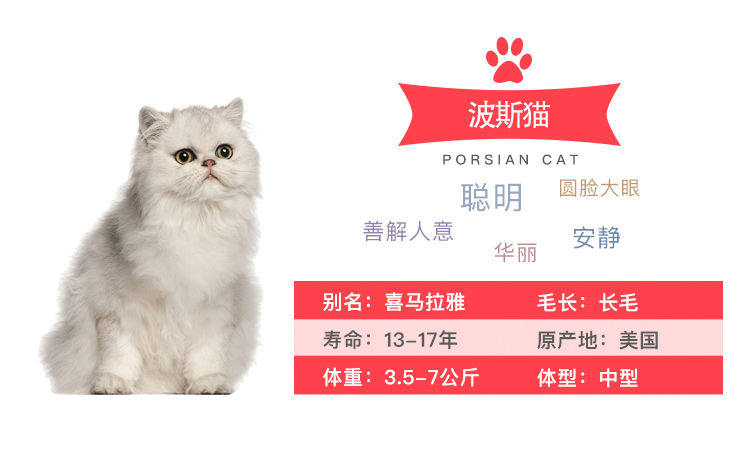 波斯猫
PORSIAN CAT
聪明 圆脸大眼
善解人意 华丽 安静
别名：喜马拉雅 毛长：长毛
寿命：13-17年 原产地：美国
体重：3.5-7公斤 体型：中型